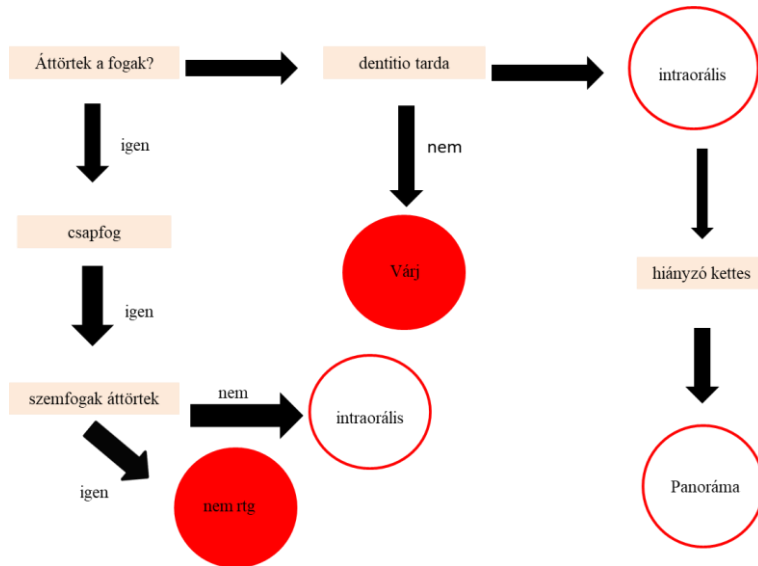 Áttörtek a fogak?
dentitio tarda
intraorális
igen
nem
csapfog
Várj
hiányzó kettes
igen
szemfogak áttörtek
nem
intraorális
igen
nem rtg
Panoráma